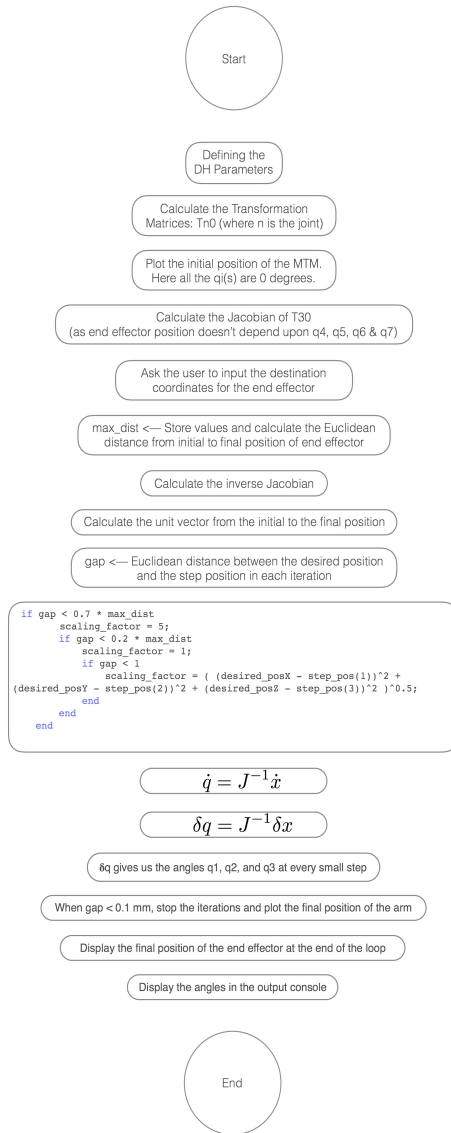 Start
Defining the
DH Parameters
Calculate the Transformation
Matrices: Tn0 (where n is the joint)
Plot the initial position of the MTM.
Here all the qi(s) are 0 degrees.
Calculate the Jacobian of T30
(as end effector position doesn't depend upon q4, q5, q6 & q7)
Ask the user to input the destination
coordinates for the end effector
max_dist <— Store values and calculate the Euclidean
distance from initial to final position of end effector
Calculate the inverse Jacobian
Calculate the unit vector from the initial to the final position
gap <— Euclidean distance between the desired position
and the step position in each iteration
if gap < 0.7 * max_dist
scaling_factor = 5;
if gap < 0.2 * max_dist
scaling_factor = 1;
if gap < 1
scaling_factor = ( (desired_posX - step_pos(1))^2 +
(desired_posY - step_pos(2))^2 + (desired_posZ - step_pos(3))^2 )^0.5;
end
end
end
q̇ = J⁻¹ẋ
δq = J⁻¹δx
δq gives us the angles q1, q2, and q3 at every small step
When gap < 0.1 mm, stop the iterations and plot the final position of the arm
Display the final position of the end effector at the end of the loop
Display the angles in the output console
End